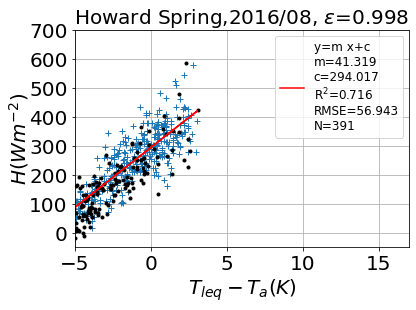 Howard Spring,2016/08, ε=0.998
700
600
500
400
300
200
100
0
H(Wm⁻²)
y=m x+c
m=41.319
c=294.017
R²=0.716
RMSE=56.943
N=391
−5 0 5 10 15
T_leq − T_a(K)